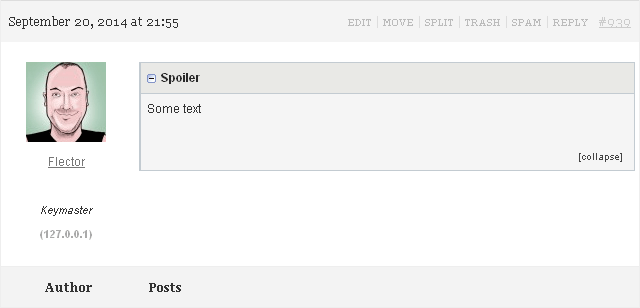 September 20, 2014 at 21:55 EDIT | MOVE | SPLIT | TRASH | SPAM | REPLY #939
Spoiler
Some text
[collapse]
Flector
Keymaster
(127.0.0.1)
Author Posts